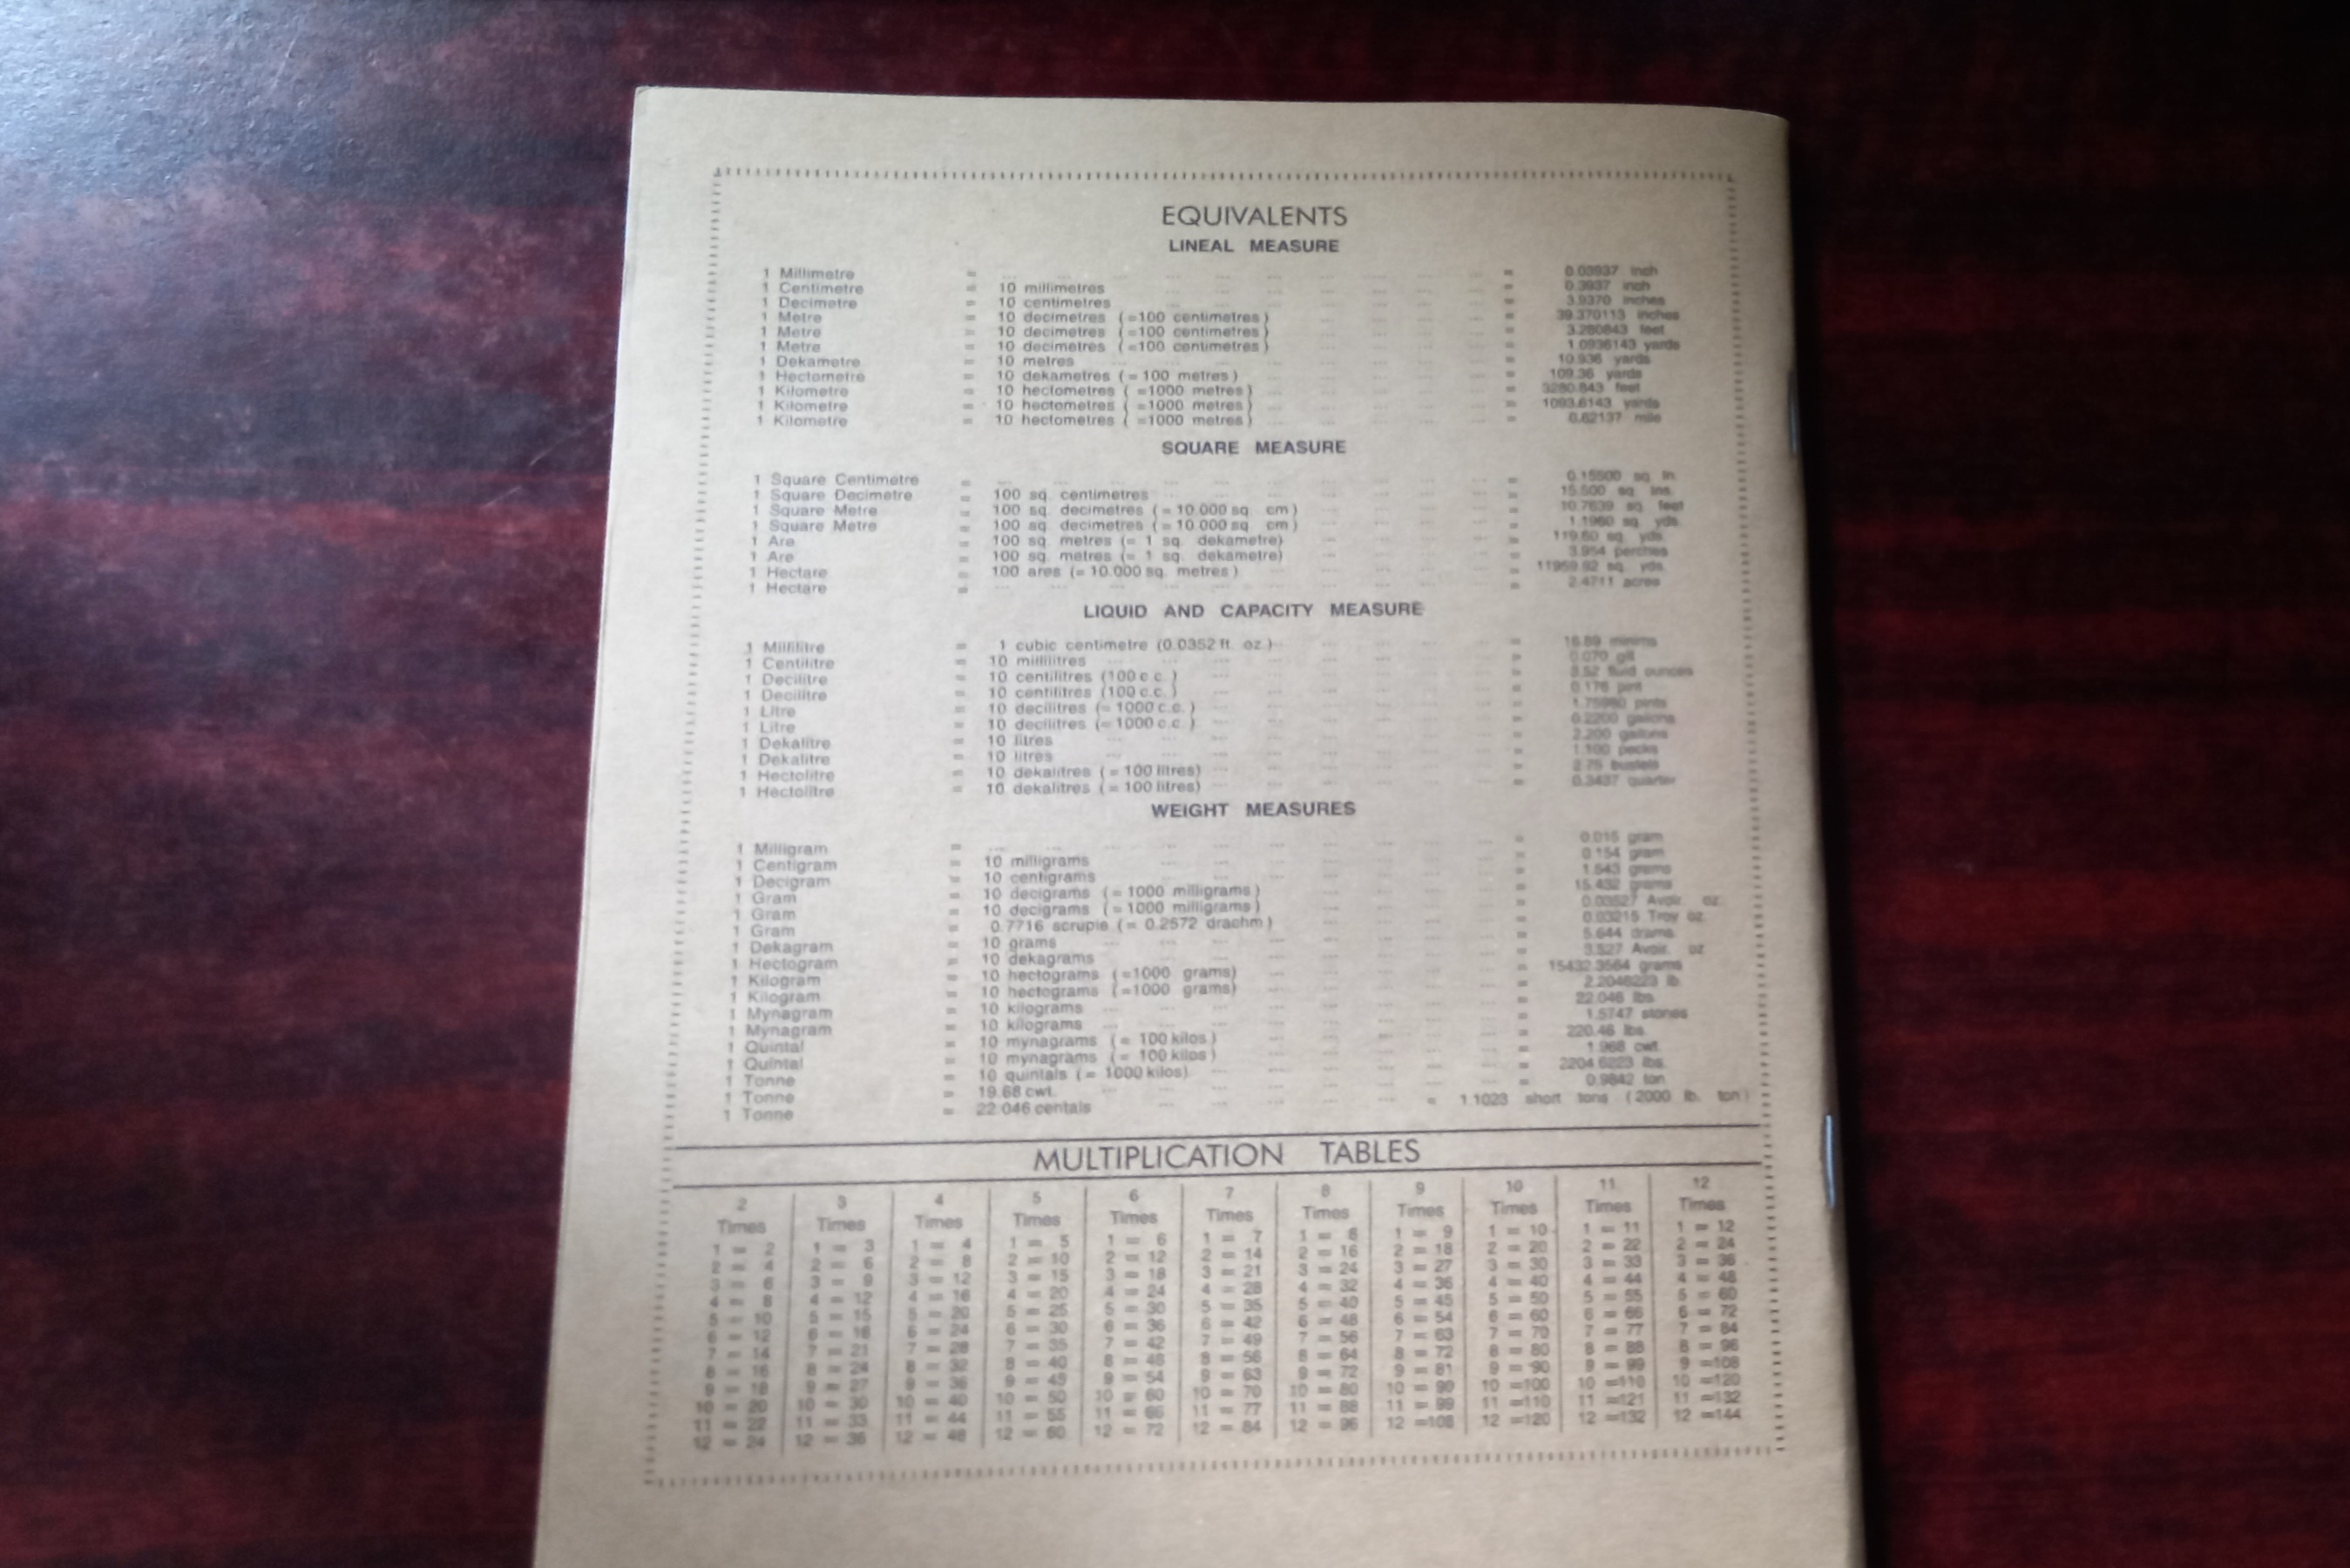 EQUIVALENTS
LINEAL MEASURE
1 Millimetre = ... = 0.03937 inch
1 Centimetre = 10 millimetres = 0.3937 inch
1 Decimetre = 10 centimetres = 3.9370 inches
1 Metre = 10 decimetres (=100 centimetres) = 39.370113 inches
1 Metre = 10 decimetres (=100 centimetres) = 3.280843 feet
1 Metre = 10 decimetres (=100 centimetres) = 1.0936143 yards
1 Dekametre = 10 metres = 10.936 yards
1 Hectometre = 10 dekametres (=100 metres) = 109.36 yards
1 Kilometre = 10 hectometres (=1000 metres) = 3280.843 feet
1 Kilometre = 10 hectometres (=1000 metres) = 1093.6143 yards
1 Kilometre = 10 hectometres (=1000 metres) = 0.62137 mile
SQUARE MEASURE
1 Square Centimetre = ... = 0.15500 sq. in.
1 Square Decimetre = 100 sq. centimetres = 15.500 sq. ins.
1 Square Metre = 100 sq. decimetres (= 10.000 sq. cm) = 10.7639 sq. feet
1 Square Metre = 100 sq. decimetres (= 10.000 sq. cm) = 1.1960 sq. yds.
1 Are = 100 sq. metres (= 1 sq. dekametre) = 119.60 sq. yds.
1 Are = 100 sq. metres (= 1 sq. dekametre) = 3.954 perches
1 Hectare = 100 ares (= 10.000 sq. metres) = 11959.92 sq. yds.
1 Hectare = ... = 2.4711 acres
LIQUID AND CAPACITY MEASURE
1 Millilitre = 1 cubic centimetre (0.0352 ft. oz.) = 16.89 minims
1 Centilitre = 10 millilitres = 0.070 gill
1 Decilitre = 10 centilitres (100 c.c.) = 3.52 fluid ounces
1 Decilitre = 10 centilitres (100 c.c.) = 0.176 pint
1 Litre = 10 decilitres (= 1000 c.c.) = 1.75980 pints
1 Litre = 10 decilitres (= 1000 c.c.) = 0.2200 gallons
1 Dekalitre = 10 litres = 2.200 gallons
1 Dekalitre = 10 litres = 1.100 pecks
1 Hectolitre = 10 dekalitres (= 100 litres) = 2.75 bushels
1 Hectolitre = 10 dekalitres (= 100 litres) = 0.3437 quarter
WEIGHT MEASURES
1 Milligram = ... = 0.015 gram
1 Centigram = 10 milligrams = 0.154 gram
1 Decigram = 10 centigrams = 1.543 grams
1 Gram = 10 decigrams (= 1000 milligrams) = 15.432 grams
1 Gram = 10 decigrams (= 1000 milligrams) = 0.03527 Avoir. oz.
1 Gram = 0.7716 scruple (= 0.2572 drachm) = 0.03215 Troy oz.
1 Dekagram = 10 grams = 5.644 drams
1 Hectogram = 10 dekagrams = 3.527 Avoir. oz
1 Kilogram = 10 hectograms (=1000 grams) = 15432.3564 grams
1 Kilogram = 10 hectograms (=1000 grams) = 2.2046223 lb
1 Mynagram = 10 kilograms = 22.046 lbs
1 Mynagram = 10 kilograms = 1.5747 stones
1 Quintal = 10 mynagrams (= 100 kilos) = 220.46 lbs.
1 Quintal = 10 mynagrams (= 100 kilos) = 1.968 cwt.
1 Tonne = 10 quintals (= 1000 kilos) = 2204.6223 lbs.
1 Tonne = 19.68 cwt. = 0.9842 ton
1 Tonne = 22.046 centals = 1.1023 short tons (2000 lb. ton)
MULTIPLICATION TABLES
2 3 4 5 6 7 8 9 10 11 12
Times Times Times Times Times Times Times Times Times Times Times
1 = 2 1 = 3 1 = 4 1 = 5 1 = 6 1 = 7 1 = 8 1 = 9 1 = 10 1 = 11 1 = 12
2 = 4 2 = 6 2 = 8 2 = 10 2 = 12 2 = 14 2 = 16 2 = 18 2 = 20 2 = 22 2 = 24
3 = 6 3 = 9 3 = 12 3 = 15 3 = 18 3 = 21 3 = 24 3 = 27 3 = 30 3 = 33 3 = 36
4 = 8 4 = 12 4 = 16 4 = 20 4 = 24 4 = 28 4 = 32 4 = 36 4 = 40 4 = 44 4 = 48
5 = 10 5 = 15 5 = 20 5 = 25 5 = 30 5 = 35 5 = 40 5 = 45 5 = 50 5 = 55 5 = 60
6 = 12 6 = 18 6 = 24 6 = 30 6 = 36 6 = 42 6 = 48 6 = 54 6 = 60 6 = 66 6 = 72
7 = 14 7 = 21 7 = 28 7 = 35 7 = 42 7 = 49 7 = 56 7 = 63 7 = 70 7 = 77 7 = 84
8 = 16 8 = 24 8 = 32 8 = 40 8 = 48 8 = 56 8 = 64 8 = 72 8 = 80 8 = 88 8 = 96
9 = 18 9 = 27 9 = 36 9 = 45 9 = 54 9 = 63 9 = 72 9 = 81 9 = 90 9 = 99 9 =108
10 = 20 10 = 30 10 = 40 10 = 50 10 = 60 10 = 70 10 = 80 10 = 90 10 =100 10 =110 10 =120
11 = 22 11 = 33 11 = 44 11 = 55 11 = 66 11 = 77 11 = 88 11 = 99 11 =110 11 =121 11 =132
12 = 24 12 = 36 12 = 48 12 = 60 12 = 72 12 = 84 12 = 96 12 =108 12 =120 12 =132 12 =144